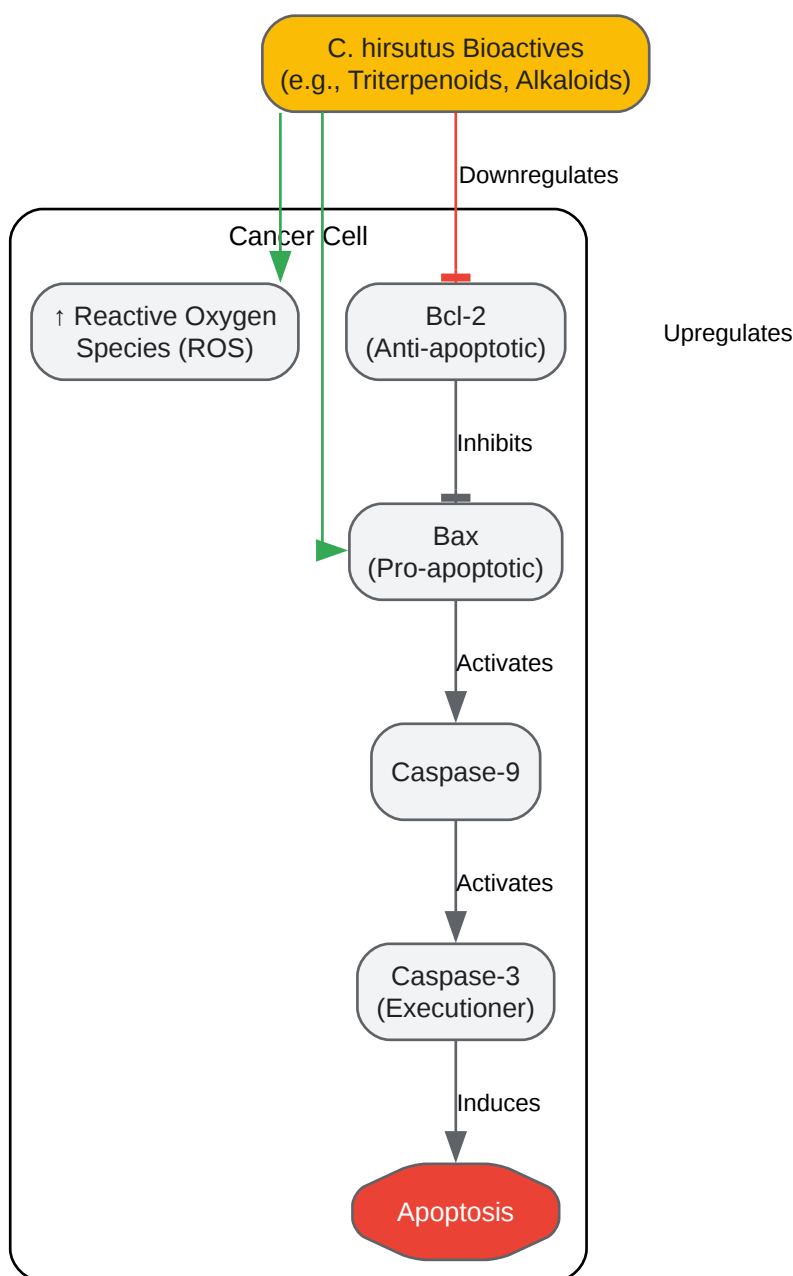 C. hirsutus Bioactives
(e.g., Triterpenoids, Alkaloids)
Downregulates
Cancer Cell
↑ Reactive Oxygen
Species (ROS)
Bcl-2
(Anti-apoptotic)
Upregulates
Inhibits
Bax
(Pro-apoptotic)
Activates
Caspase-9
Activates
Caspase-3
(Executioner)
Induces
Apoptosis